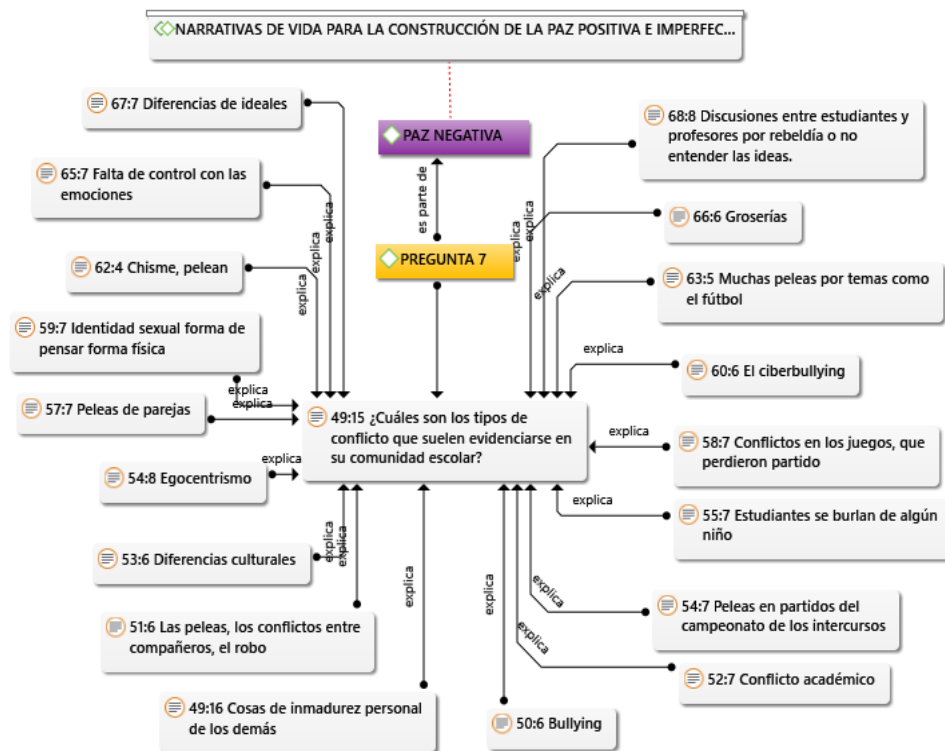 NARRATIVAS DE VIDA PARA LA CONSTRUCCIÓN DE LA PAZ POSITIVA E IMPERFEC...
67:7 Diferencias de ideales
PAZ NEGATIVA
68:8 Discusiones entre estudiantes y
profesores por rebeldía o no
entender las ideas.
65:7 Falta de control con las
emociones
es parte de
explica
explica
explica
explica
explica
explica
66:6 Groserías
62:4 Chisme, pelean
PREGUNTA 7
63:5 Muchas peleas por temas como
el fútbol
59:7 Identidad sexual forma de
pensar forma física
explica
60:6 El ciberbullying
explica
explica
57:7 Peleas de parejas
49:15 ¿Cuáles son los tipos de
conflicto que suelen evidenciarse en
su comunidad escolar?
explica
58:7 Conflictos en los juegos, que
perdieron partido
explica
54:8 Egocentrismo
explica
55:7 Estudiantes se burlan de algún
niño
explica
explica
53:6 Diferencias culturales
explica
explica
explica
explica
54:7 Peleas en partidos del
campeonato de los intercursos
51:6 Las peleas, los conflictos entre
compañeros, el robo
52:7 Conflicto académico
49:16 Cosas de inmadurez personal
de los demás
50:6 Bullying